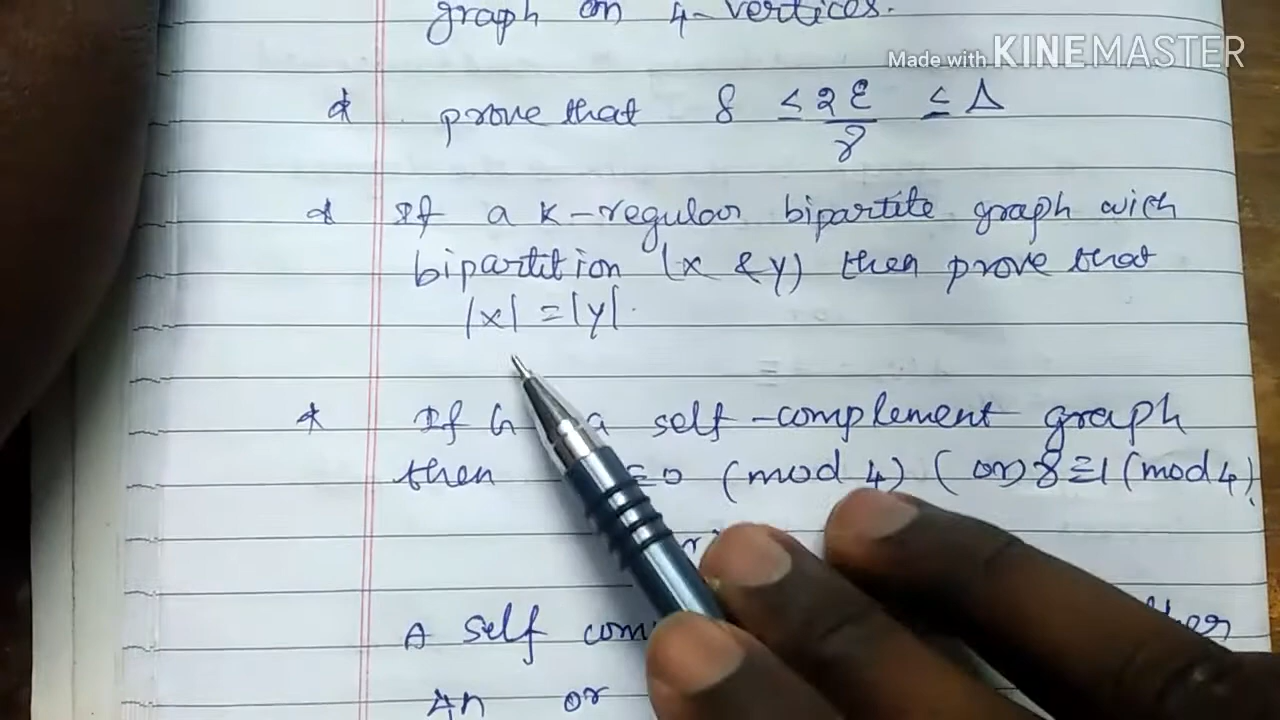 graph on 4-vertices.
Made with KINEMASTER
* prove that δ ≤ 2ε/γ ≤ Δ
* If a K-regular bipartite graph with
bipartition (x & y) then prove that
|x| = |y|.
* If G a self-complement graph
then ≡0 (mod 4) (or) γ≡1 (mod 4).
A self com
4n or